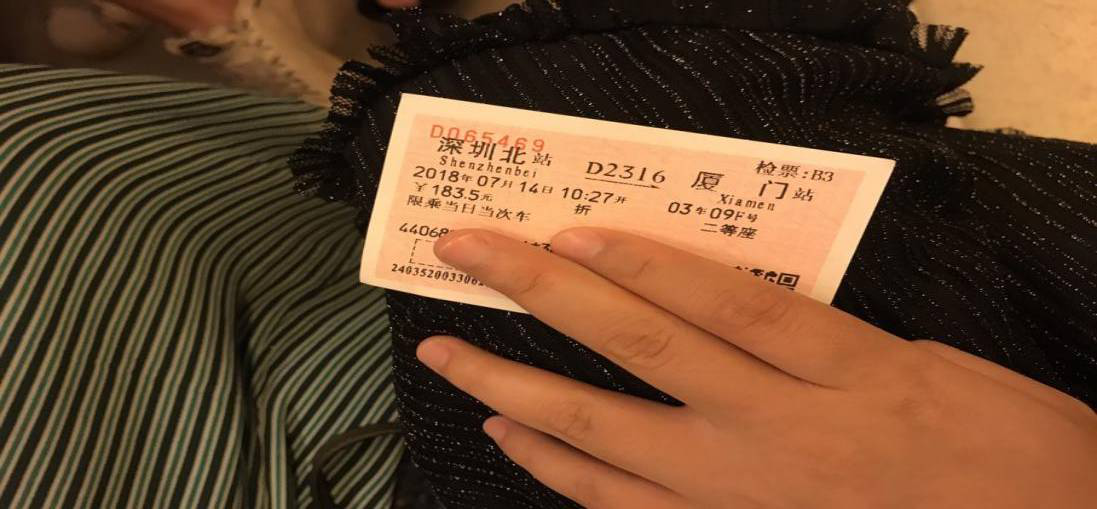 D065469
深圳北站 D2316 厦门站 检票:B3
Shenzhenbei Xiamen
2018年07月14日 10:27开 03车09F号
￥183.5元 折 二等座
限乘当日当次车
44068
2403520033062